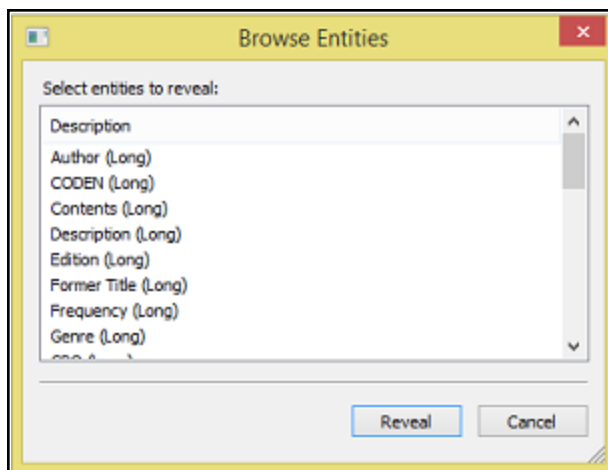 Browse Entities
Select entities to reveal:
Description
Author (Long)
CODEN (Long)
Contents (Long)
Description (Long)
Edition (Long)
Former Title (Long)
Frequency (Long)
Genre (Long)
Reveal Cancel